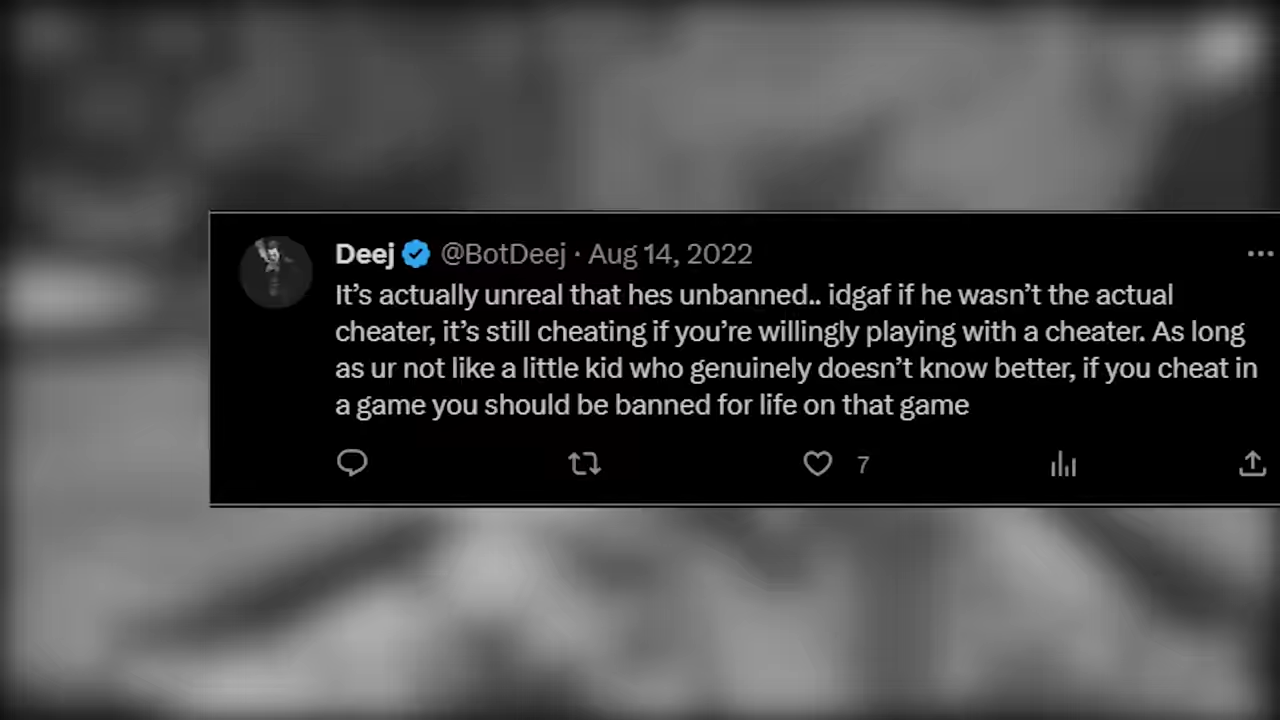 Deej @BotDeej · Aug 14, 2022
It’s actually unreal that hes unbanned.. idgaf if he wasn’t the actual
cheater, it’s still cheating if you’re willingly playing with a cheater. As long
as ur not like a little kid who genuinely doesn’t know better, if you cheat in
a game you should be banned for life on that game
7